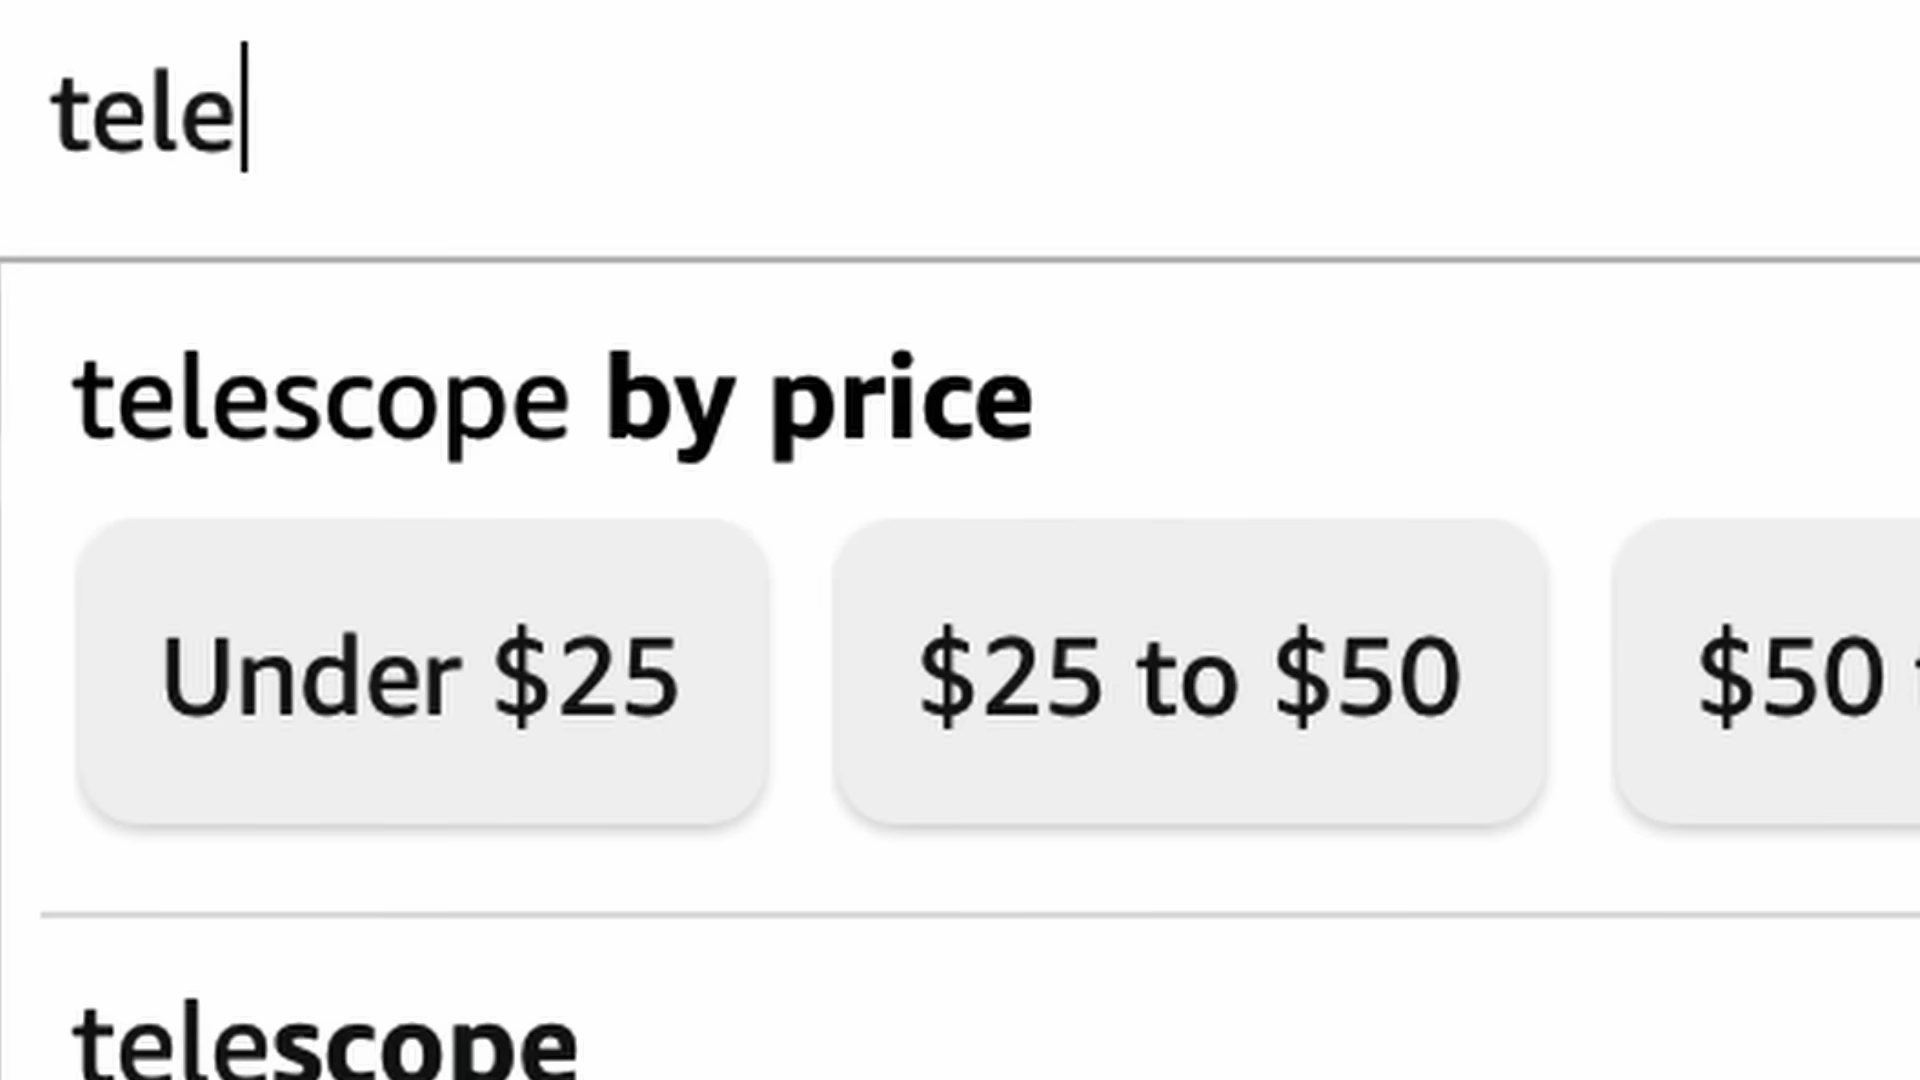 tele
telescope by price
Under $25 $25 to $50 $50
telescope